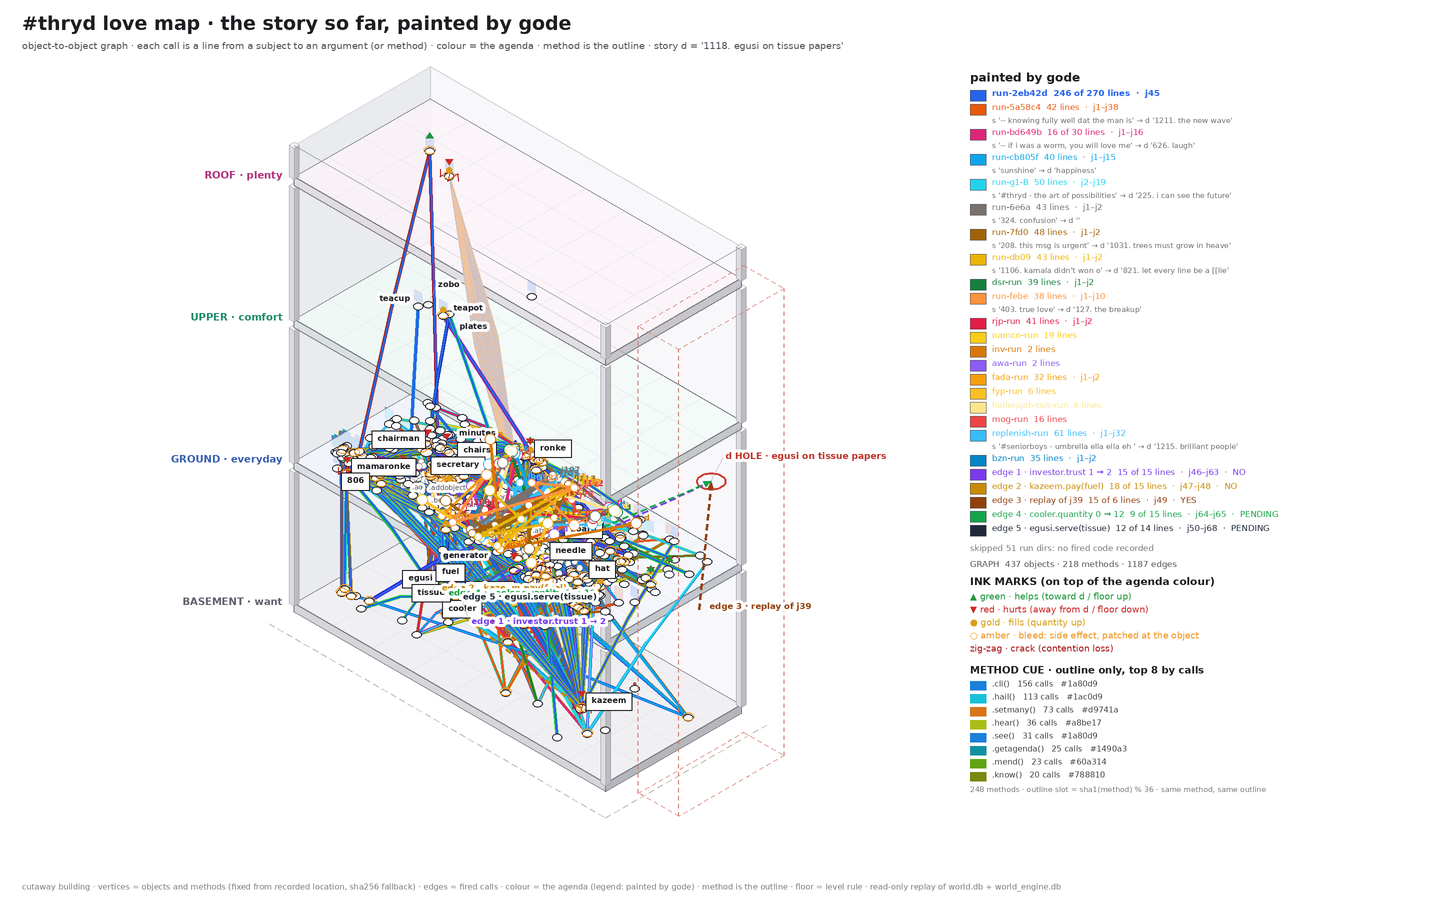 #thryd love map · the story so far, painted by gode
object-to-object graph · each call is a line from a subject to an argument (or method) · colour = the agenda · method is the outline · story d = '1118. egusi on tissue papers'
ROOF · plenty
UPPER · comfort
GROUND · everyday
BASEMENT · want
zobo
teacup
teapot
plates
minutes
chairman
chairs
ronke
mamaronke
secretary
806
.addobject
needle
generator
hat
fuel
egusi
edge 5 · egusi.serve(tissue)
cooler
edge 1 · investor.trust 1 → 2
kazeem
d HOLE · egusi on tissue papers
edge 3 · replay of j39
painted by gode
run-2eb42d 246 of 270 lines · j45
run-5a58c4 42 lines · j1–j38
s '-- knowing fully well dat the man is' → d '1211. the new wave'
run-bd649b 16 of 30 lines · j1–j16
s '-- If i was a worm, you will love me' → d '626. laugh'
run-cb805f 40 lines · j1–j15
s 'sunshine' → d 'happiness'
run-g1-B 50 lines · j2–j19
s '#thryd - the art of possibilities' → d '225. i can see the future'
run-6e6a 43 lines · j1–j2
s '324. confusion' → d ''
run-7fd0 48 lines · j1–j2
s '208. this msg is urgent' → d '1031. trees must grow in heave'
run-db09 43 lines · j1–j2
s '1106. kamala didn't won o' → d '821. let every line be a [[lie'
dsr-run 39 lines · j1–j2
run-febe 38 lines · j1–j10
s '403. true love' → d '127. the breakup'
rjp-run 41 lines · j1–j2
namco-run 19 lines
inv-run 2 lines
awa-run 2 lines
fada-run 32 lines · j1–j2
fyp-run 6 lines
hallelujah-tsis-run 6 lines
mog-run 16 lines
replenish-run 61 lines · j1–j32
s '#seniorboys - umbrella ella ella eh ' → d '1215. brilliant people'
bzn-run 35 lines · j1–j2
edge 1 · investor.trust 1 → 2 15 of 15 lines · j46–j63 · NO
edge 2 · kazeem.pay(fuel) 18 of 15 lines · j47–j48 · NO
edge 3 · replay of j39 15 of 6 lines · j49 · YES
edge 4 · cooler.quantity 0 → 12 9 of 15 lines · j64–j65 · PENDING
edge 5 · egusi.serve(tissue) 12 of 14 lines · j50–j68 · PENDING
skipped 51 run dirs: no fired code recorded
GRAPH 437 objects · 218 methods · 1187 edges
INK MARKS (on top of the agenda colour)
▲ green · helps (toward d / floor up)
▼ red · hurts (away from d / floor down)
● gold · fills (quantity up)
○ amber · bleed: side effect, patched at the object
zig-zag · crack (contention loss)
METHOD CUE · outline only, top 8 by calls
.cli() 156 calls #1a80d9
.hail() 113 calls #1ac0d9
.setmany() 73 calls #d9741a
.hear() 36 calls #a8be17
.see() 31 calls #1a80d9
.getagenda() 25 calls #1490a3
.mend() 23 calls #60a314
.know() 20 calls #788810
248 methods · outline slot = sha1(method) % 36 · same method, same outline
cutaway building · vertices = objects and methods (fixed from recorded location, sha256 fallback) · edges = fired calls · colour = the agenda (legend: painted by gode) · method is the outline · floor = level rule · read-only replay of world.db + world_engine.db